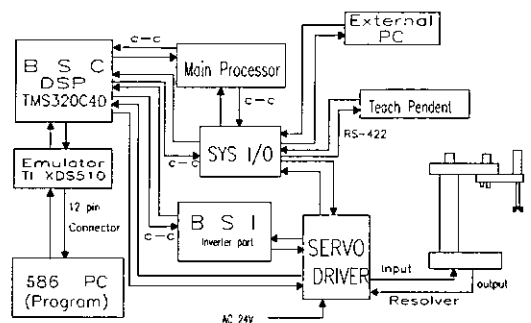 c-c
External
PC
B S C
DSP
TMS320C40
Main Processor
c-c
Teach Pendent
SYS I/O
RS-422
c-c
Emulator
TI XDS510
12 pin
Connector
B S I
Inverter part
c-c
SERVO
DRIVER
Input
output
Resolver
586 PC
(Program)
AC 24V